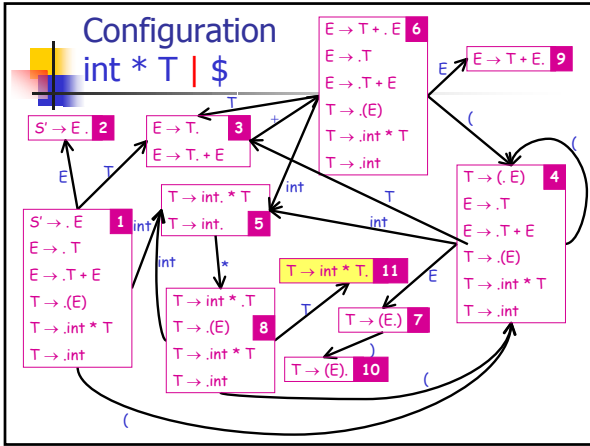 Configuration
int * T | $
E → T + . E 6
E → .T
E → .T + E
T → .(E)
T → .int * T
T → .int
E
E → T + E. 9
S' → E . 2
E → T. 3
E → T. + E
T
+
(
(
T → (. E) 4
E → .T
E → .T + E
T → .(E)
T → .int * T
T → .int
E
T
int
T
int
S' → . E 1
E → . T
E → .T + E
T → .(E)
T → .int * T
T → .int
int
int
T → int. * T
T → int. 5
*
T → int * T. 11
E
T → int * .T
T → .(E) 8
T → .int * T
T → .int
T
T → (E.) 7
)
T → (E). 10
(
(